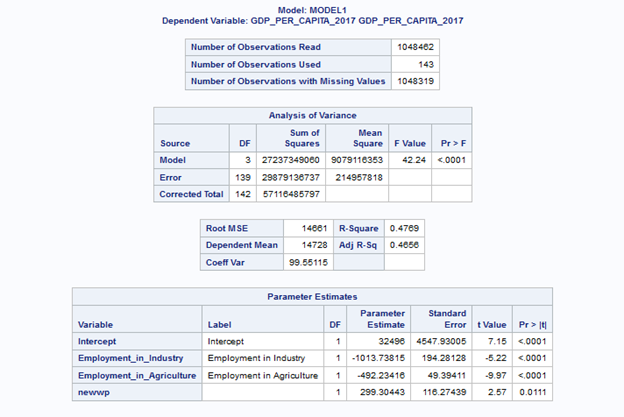 Model: MODEL1
Dependent Variable: GDP_PER_CAPITA_2017 GDP_PER_CAPITA_2017
Number of Observations Read 1048462
Number of Observations Used 143
Number of Observations with Missing Values 1048319
Analysis of Variance
Source DF Sum of Squares Mean Square F Value Pr > F
Model 3 27237349060 9079116353 42.24 <.0001
Error 139 29879136737 214957818
Corrected Total 142 57116485797
Root MSE 14661 R-Square 0.4769
Dependent Mean 14728 Adj R-Sq 0.4656
Coeff Var 99.55115
Parameter Estimates
Variable Label DF Parameter Estimate Standard Error t Value Pr > |t|
Intercept Intercept 1 32496 4547.93005 7.15 <.0001
Employment_in_Industry Employment in Industry 1 -1013.73815 194.28128 -5.22 <.0001
Employment_in_Agriculture Employment in Agriculture 1 -492.23416 49.39411 -9.97 <.0001
newwp 1 299.30443 116.27439 2.57 0.0111